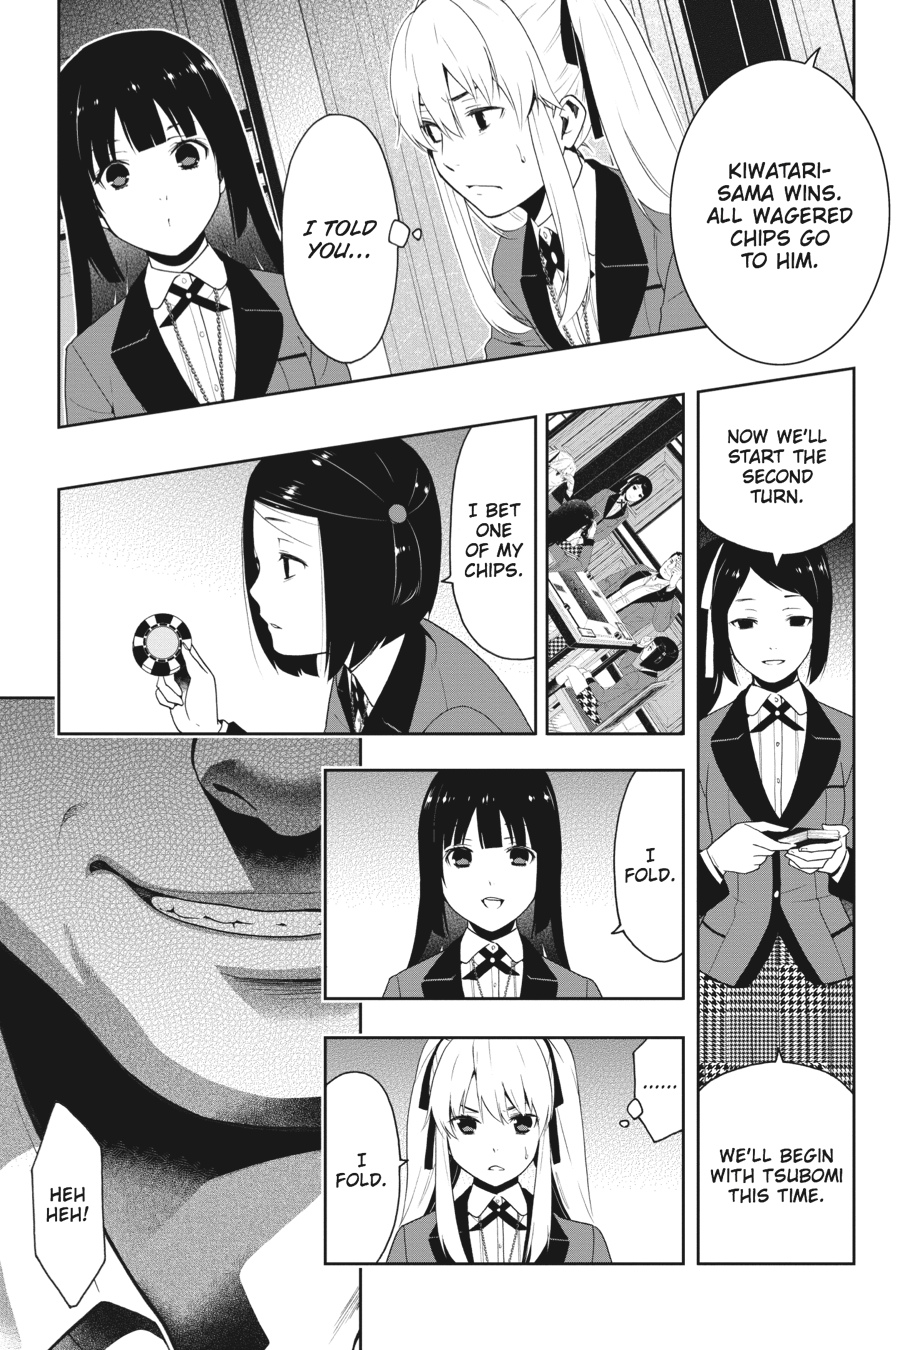 KIWATARI-
SAMA WINS.
ALL WAGERED
CHIPS GO
TO HIM.
I TOLD
YOU...
NOW WE'LL
START THE
SECOND
TURN.
WE'LL BEGIN
WITH TSUBOMI
THIS TIME.
I BET
ONE
OF MY
CHIPS.
I
FOLD.
.......
I
FOLD.
HEH
HEH!